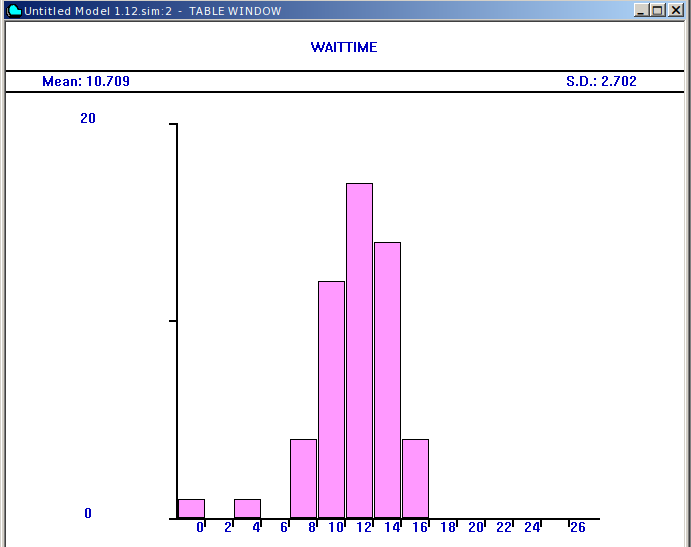 Untitled Model 1.12.sim:2 - TABLE WINDOW
WAITTIME
Mean: 10.709 S.D.: 2.702
20
0
0 2 4 6 8 10 12 14 16 18 20 22 24 26